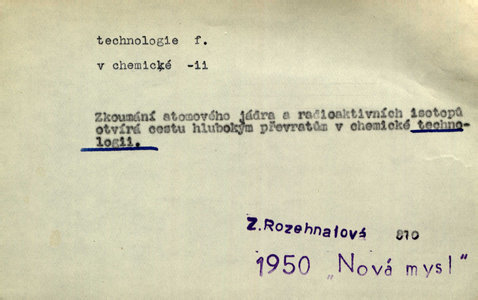 technologie f.
v chemické -ii
Zkoumání atomového jádra a radioaktivních isotopů
otvírá cestu hlubokým převratům v chemické techno-
logii.
Z. Rozehnalová 810
1950 „Nová mysl"